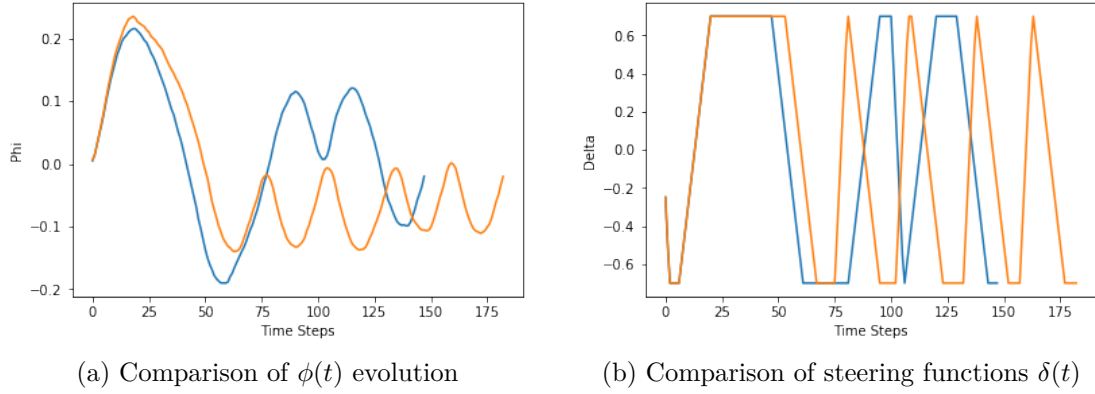 0.2
0.1
0.0
-0.1
-0.2
Phi
0 25 50 75 100 125 150 175
Time Steps
(a) Comparison of ϕ(t) evolution
0.6
0.4
0.2
0.0
−0.2
−0.4
−0.6
Delta
0 25 50 75 100 125 150 175
Time Steps
(b) Comparison of steering functions δ(t)